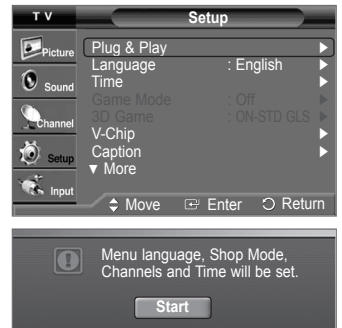 T V
Setup
Picture
Sound
Channel
Setup
Input
Plug & Play
Language : English
Time
Game Mode : Off
3D Game : ON-STD GLS
V-Chip
Caption
▼ More
Move Enter Return
Menu language, Shop Mode,
Channels and Time will be set.
Start